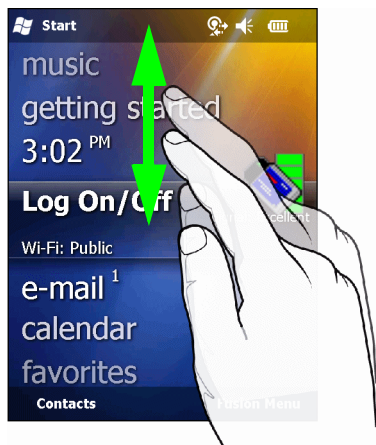 Start
music
getting started
3:02 PM
Log On/Off
Excellent
Wi-Fi: Public
e-mail 1
calendar
favorites
Contacts Fusion Menu